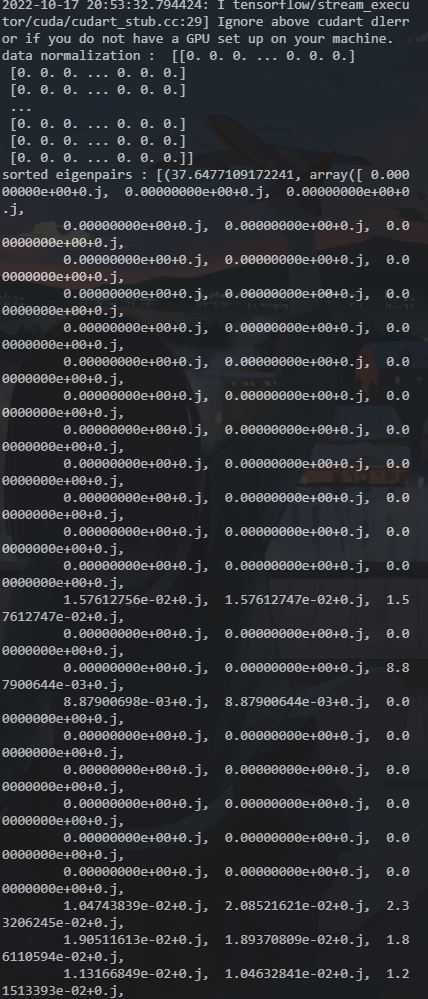 2022-10-17 20:53:32.794424: I tensorflow/stream_execu
tor/cuda/cudart_stub.cc:29] Ignore above cudart dlerr
or if you do not have a GPU set up on your machine.
data normalization :  [[0. 0. 0. ... 0. 0. 0.]
 [0. 0. 0. ... 0. 0. 0.]
 [0. 0. 0. ... 0. 0. 0.]
 ...
 [0. 0. 0. ... 0. 0. 0.]
 [0. 0. 0. ... 0. 0. 0.]
 [0. 0. 0. ... 0. 0. 0.]]
sorted eigenpairs : [(37.6477109172241, array([ 0.000
00000e+00+0.j,  0.00000000e+00+0.j,  0.00000000e+00+0
.j,
        0.00000000e+00+0.j,  0.00000000e+00+0.j,  0.0
0000000e+00+0.j,
        0.00000000e+00+0.j,  0.00000000e+00+0.j,  0.0
0000000e+00+0.j,
        0.00000000e+00+0.j,  0.00000000e+00+0.j,  0.0
0000000e+00+0.j,
        0.00000000e+00+0.j,  0.00000000e+00+0.j,  0.0
0000000e+00+0.j,
        0.00000000e+00+0.j,  0.00000000e+00+0.j,  0.0
0000000e+00+0.j,
        0.00000000e+00+0.j,  0.00000000e+00+0.j,  0.0
0000000e+00+0.j,
        0.00000000e+00+0.j,  0.00000000e+00+0.j,  0.0
0000000e+00+0.j,
        0.00000000e+00+0.j,  0.00000000e+00+0.j,  0.0
0000000e+00+0.j,
        0.00000000e+00+0.j,  0.00000000e+00+0.j,  0.0
0000000e+00+0.j,
        0.00000000e+00+0.j,  0.00000000e+00+0.j,  0.0
0000000e+00+0.j,
        0.00000000e+00+0.j,  0.00000000e+00+0.j,  0.0
0000000e+00+0.j,
        1.57612756e-02+0.j,  1.57612747e-02+0.j,  1.5
7612747e-02+0.j,
        0.00000000e+00+0.j,  0.00000000e+00+0.j,  0.0
0000000e+00+0.j,
        0.00000000e+00+0.j,  0.00000000e+00+0.j,  8.8
7900644e-03+0.j,
        8.87900698e-03+0.j,  8.87900644e-03+0.j,  0.0
0000000e+00+0.j,
        0.00000000e+00+0.j,  0.00000000e+00+0.j,  0.0
0000000e+00+0.j,
        0.00000000e+00+0.j,  0.00000000e+00+0.j,  0.0
0000000e+00+0.j,
        0.00000000e+00+0.j,  0.00000000e+00+0.j,  0.0
0000000e+00+0.j,
        0.00000000e+00+0.j,  0.00000000e+00+0.j,  0.0
0000000e+00+0.j,
        0.00000000e+00+0.j,  0.00000000e+00+0.j,  0.0
0000000e+00+0.j,
        1.04743839e-02+0.j,  2.08521621e-02+0.j,  2.3
3206245e-02+0.j,
        1.90511613e-02+0.j,  1.89370809e-02+0.j,  1.8
6110594e-02+0.j,
        1.13166849e-02+0.j,  1.04632841e-02+0.j,  1.2
1513393e-02+0.j,